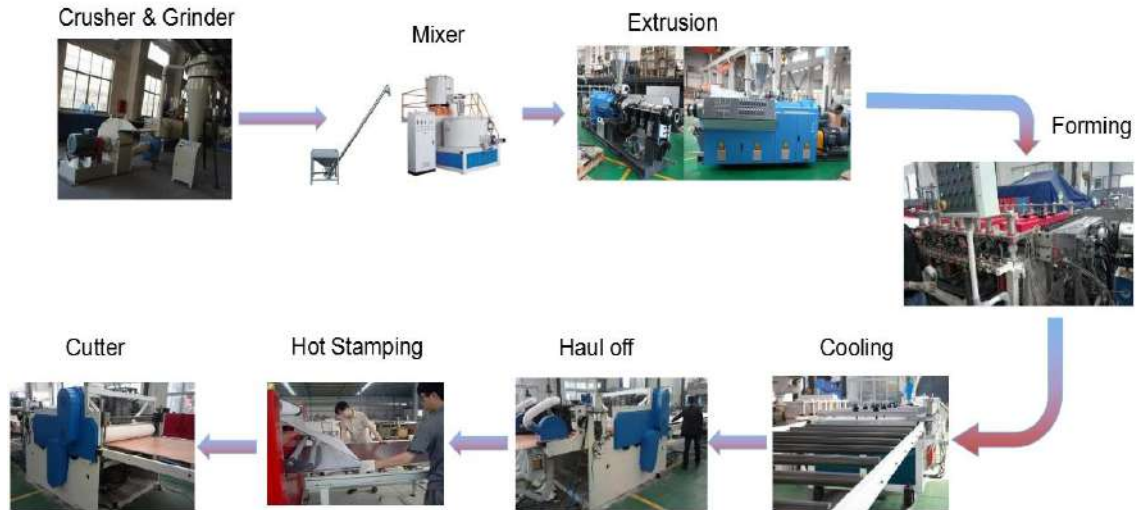 Crusher & Grinder
Mixer
Extrusion
Forming
Cutter
Hot Stamping
Haul off
Cooling